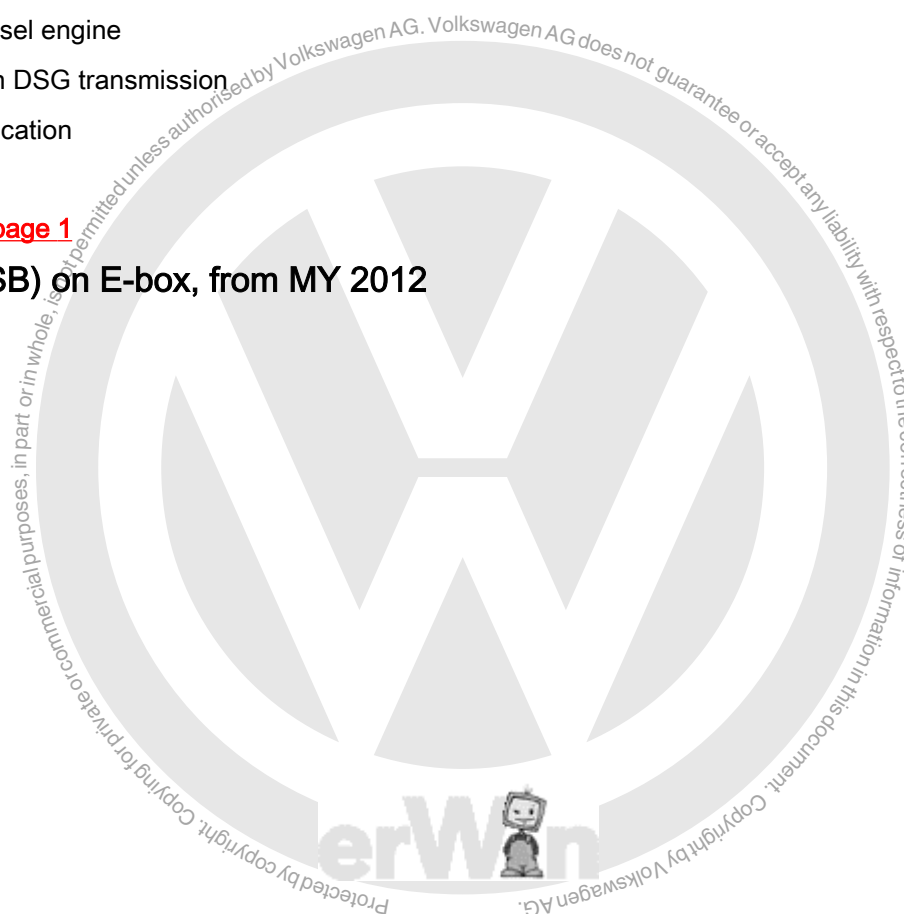 sel engine
n DSG transmission
cation
page 1
SB) on E-box, from MY 2012
Protected by copyright. Copying for private or commercial purposes, in part or in whole, is not permitted unless authorised by Volkswagen AG. Volkswagen AG does not guarantee or accept any liability with respect to the correctness of information in this document. Copyright by Volkswagen AG.
erWin